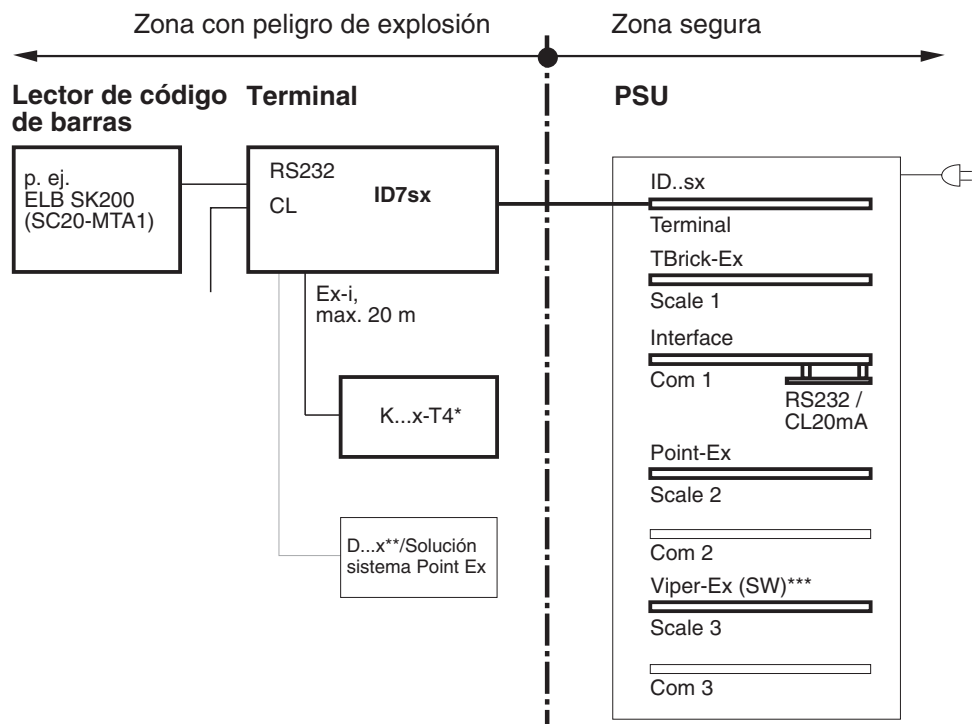 Zona con peligro de explosión
Zona segura
Lector de código
de barras
Terminal
PSU
p. ej.
ELB SK200
(SC20-MTA1)
RS232
CL
ID7sx
Ex-i,
max. 20 m
K...x-T4*
D...x**/Solución
sistema Point Ex
ID..sx
Terminal
TBrick-Ex
Scale 1
Interface
Com 1
RS232 /
CL20mA
Point-Ex
Scale 2
Com 2
Viper-Ex (SW)***
Scale 3
Com 3